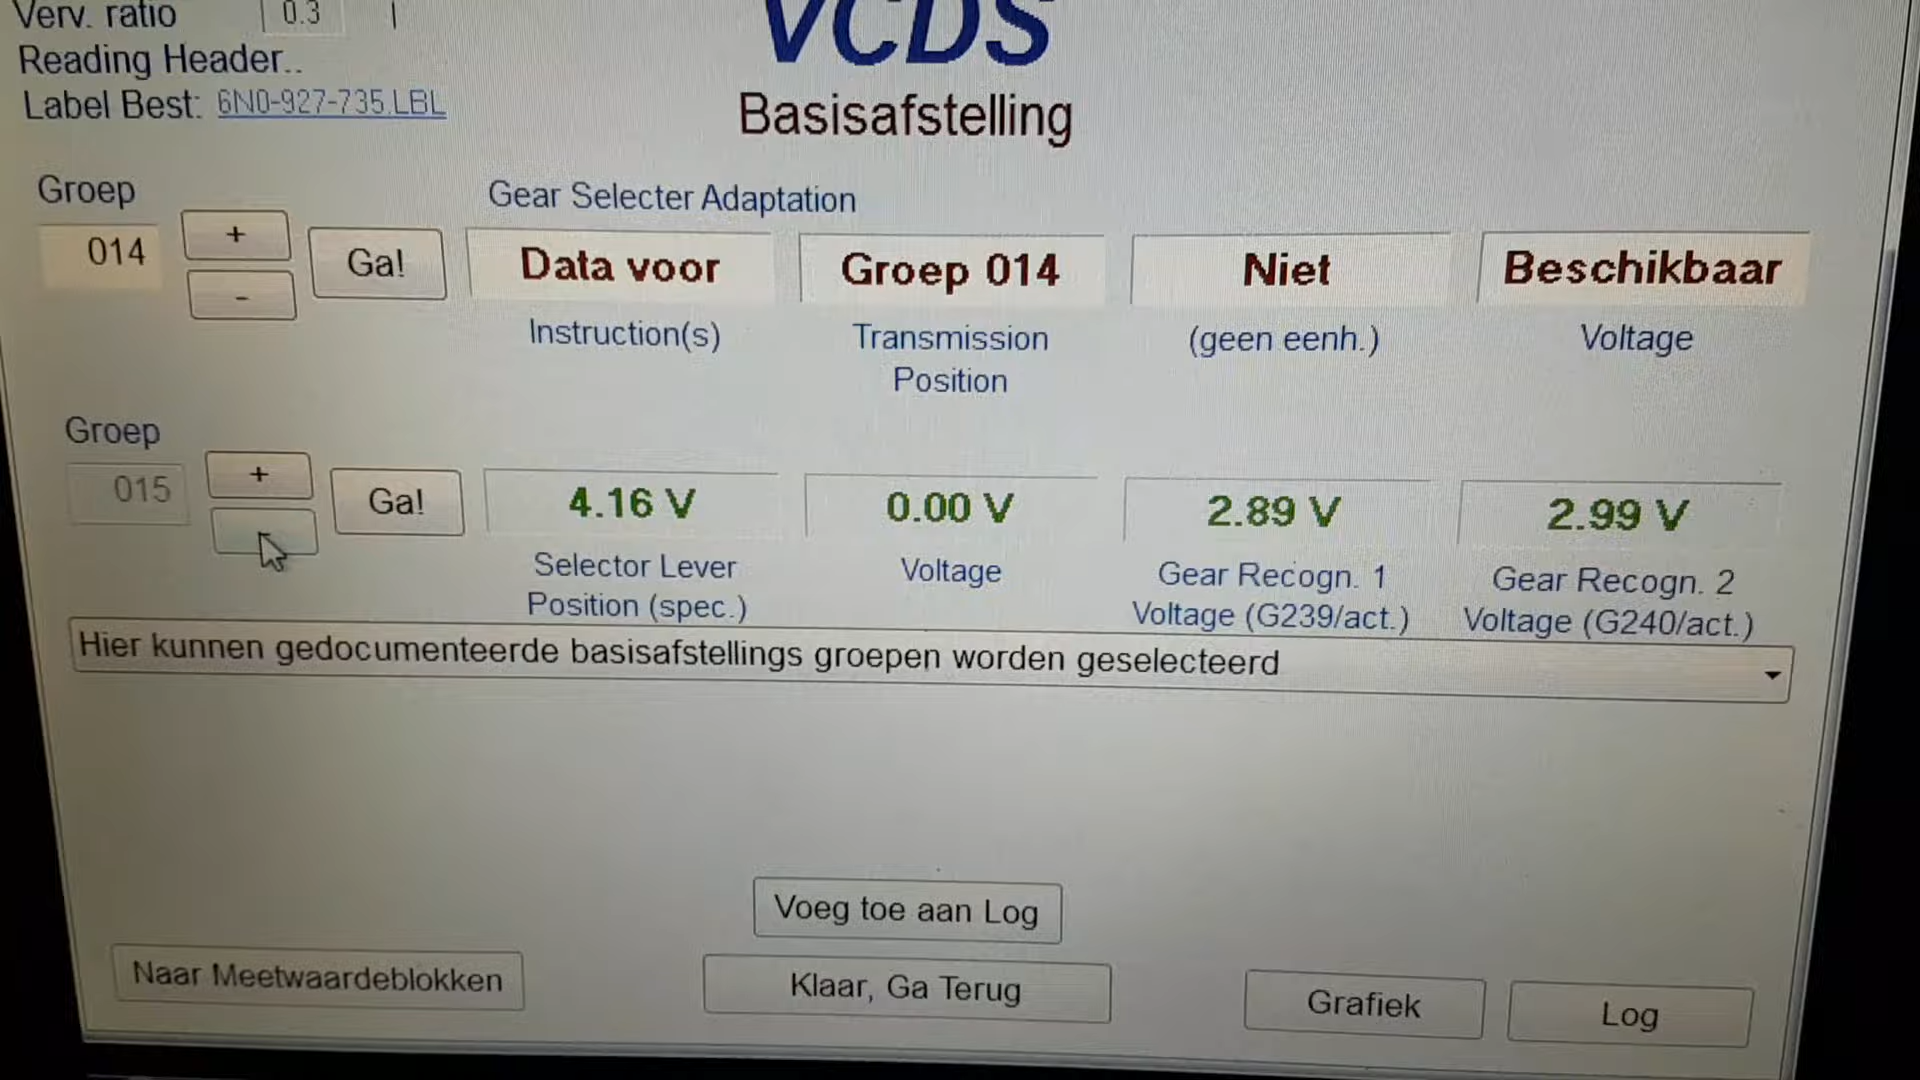 Verv. ratio 0.3
Reading Header..
Label Best: 6N0-927-735.LBL
VCDS
Basisafstelling
Groep
Gear Selecter Adaptation
014 + - Ga! Data voor Groep 014 Niet Beschikbaar
Instruction(s) Transmission Position (geen eenh.) Voltage
Groep
015 + Ga! 4.16 V 0.00 V 2.89 V 2.99 V
Selector Lever Position (spec.) Voltage Gear Recogn. 1 Voltage (G239/act.) Gear Recogn. 2 Voltage (G240/act.)
Hier kunnen gedocumenteerde basisafstellings groepen worden geselecteerd
Voeg toe aan Log
Naar Meetwaardeblokken Klaar, Ga Terug Grafiek Log